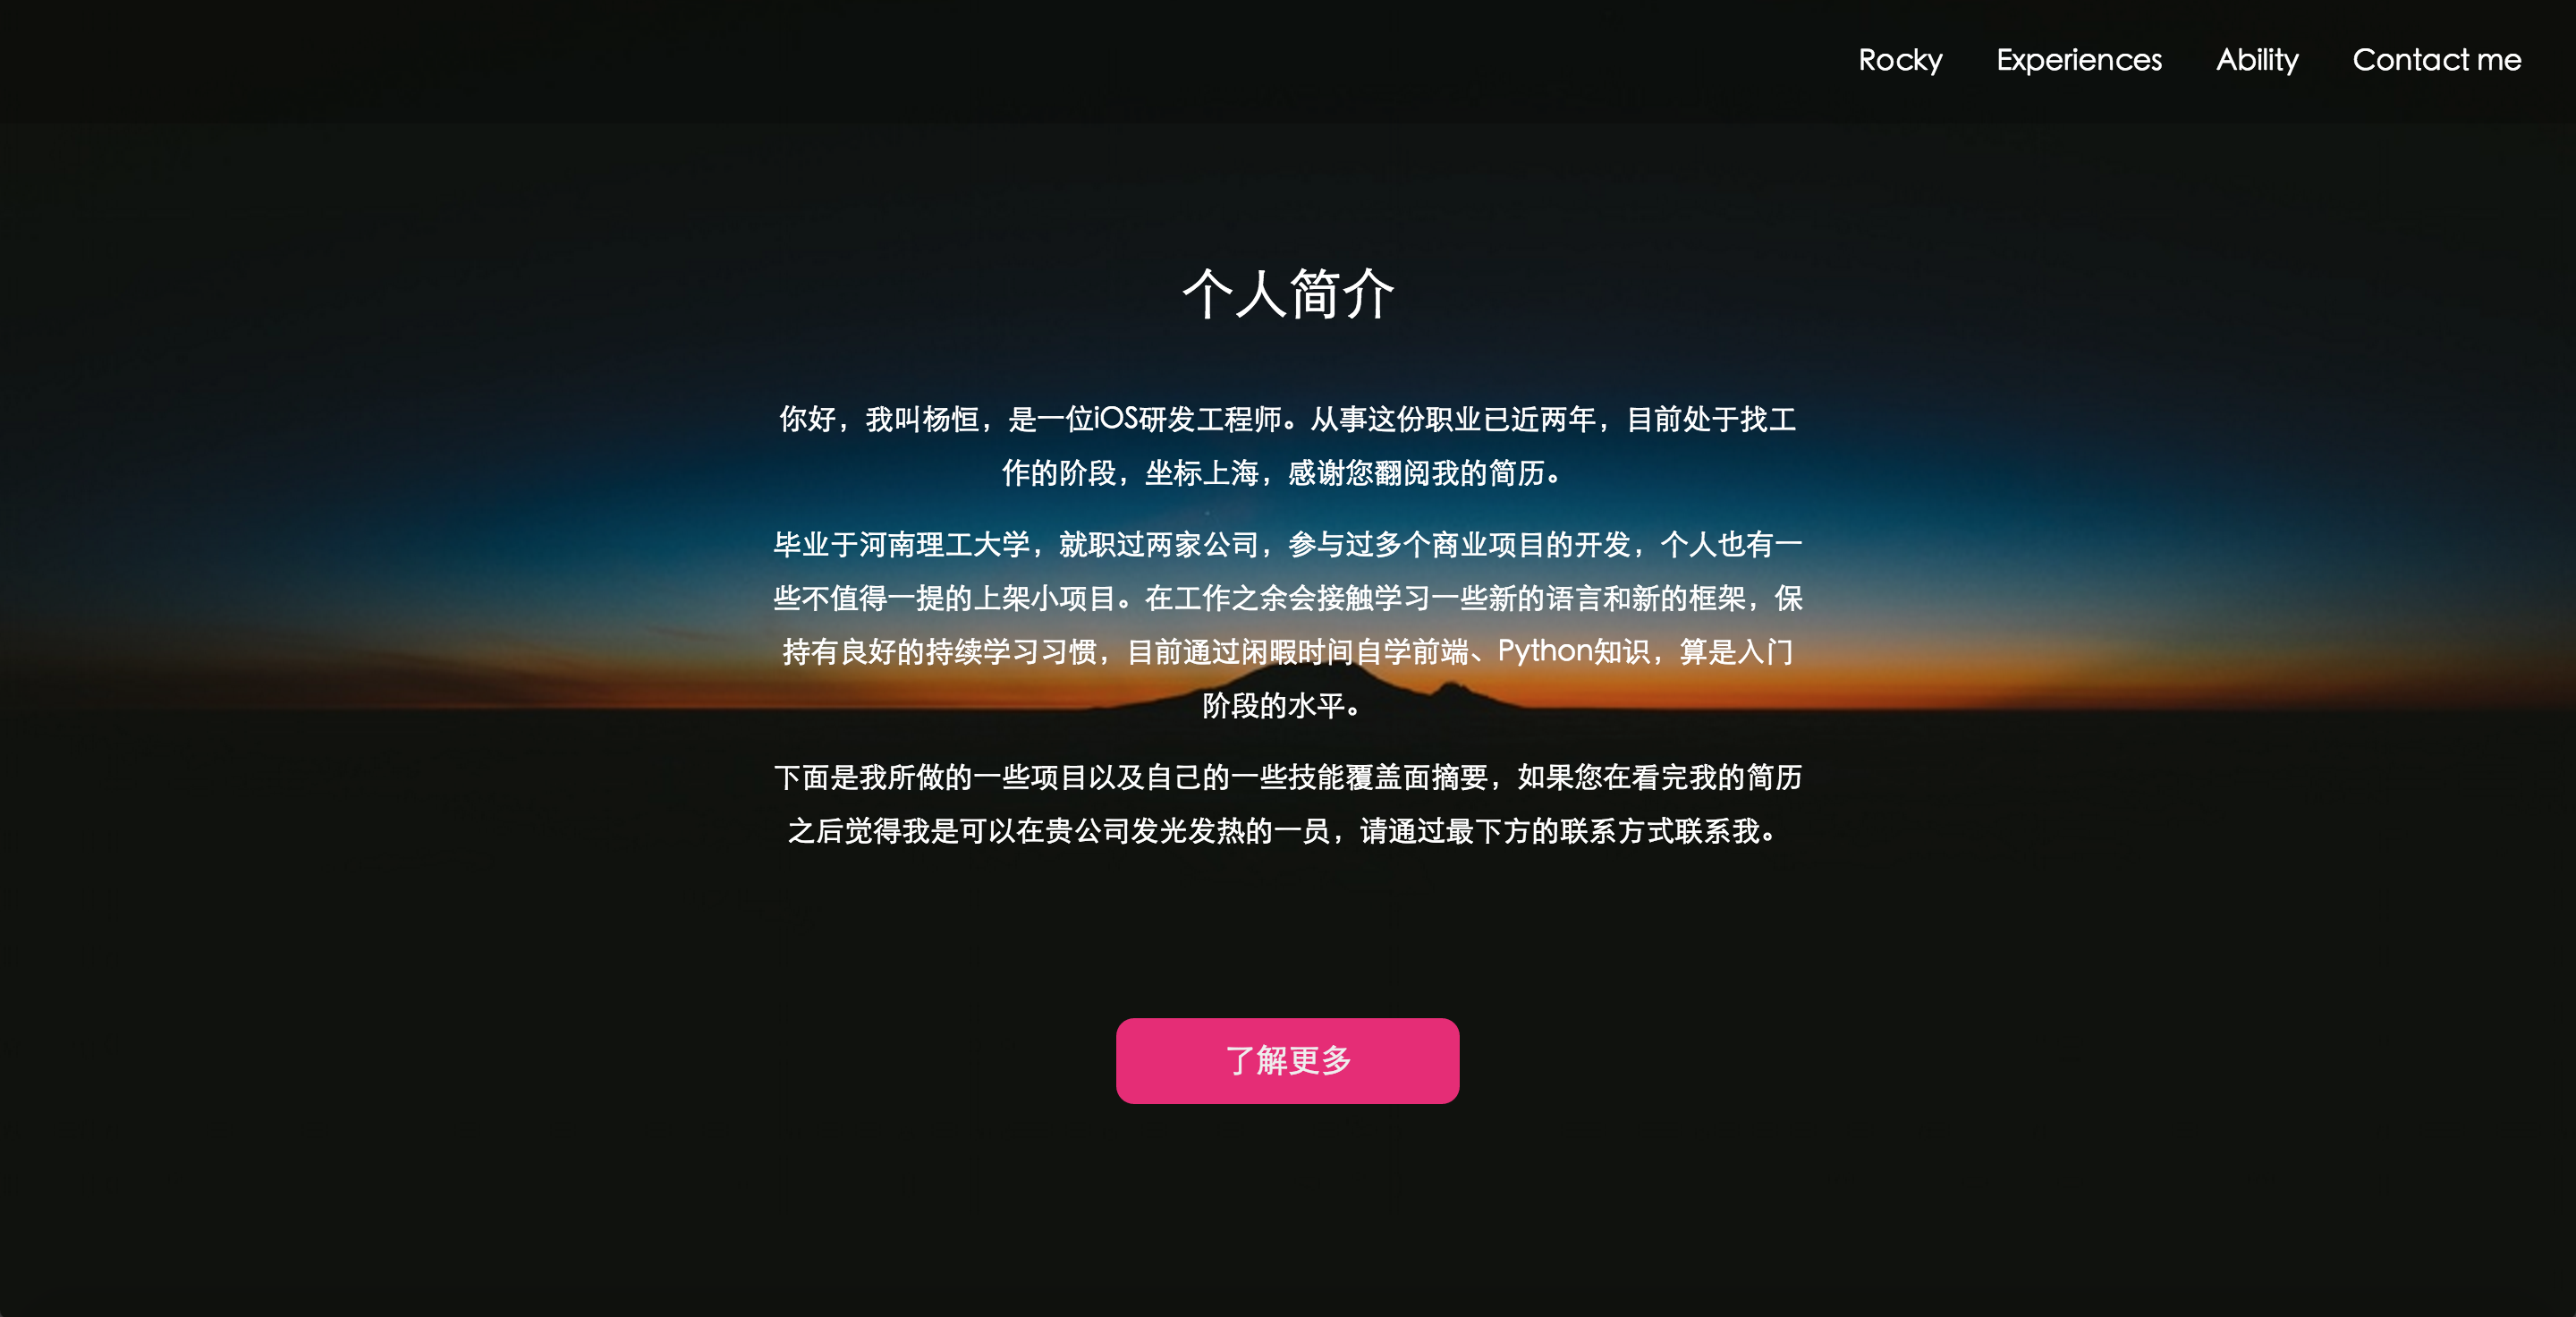 Rocky Experiences Ability Contact me
个人简介
你好，我叫杨恒，是一位iOS研发工程师。从事这份职业已近两年，目前处于找工
作的阶段，坐标上海，感谢您翻阅我的简历。
毕业于河南理工大学，就职过两家公司，参与过多个商业项目的开发，个人也有一
些不值得一提的上架小项目。在工作之余会接触学习一些新的语言和新的框架，保
持有良好的持续学习习惯，目前通过闲暇时间自学前端、Python知识，算是入门
阶段的水平。
下面是我所做的一些项目以及自己的一些技能覆盖面摘要，如果您在看完我的简历
之后觉得我是可以在贵公司发光发热的一员，请通过最下方的联系方式联系我。
了解更多